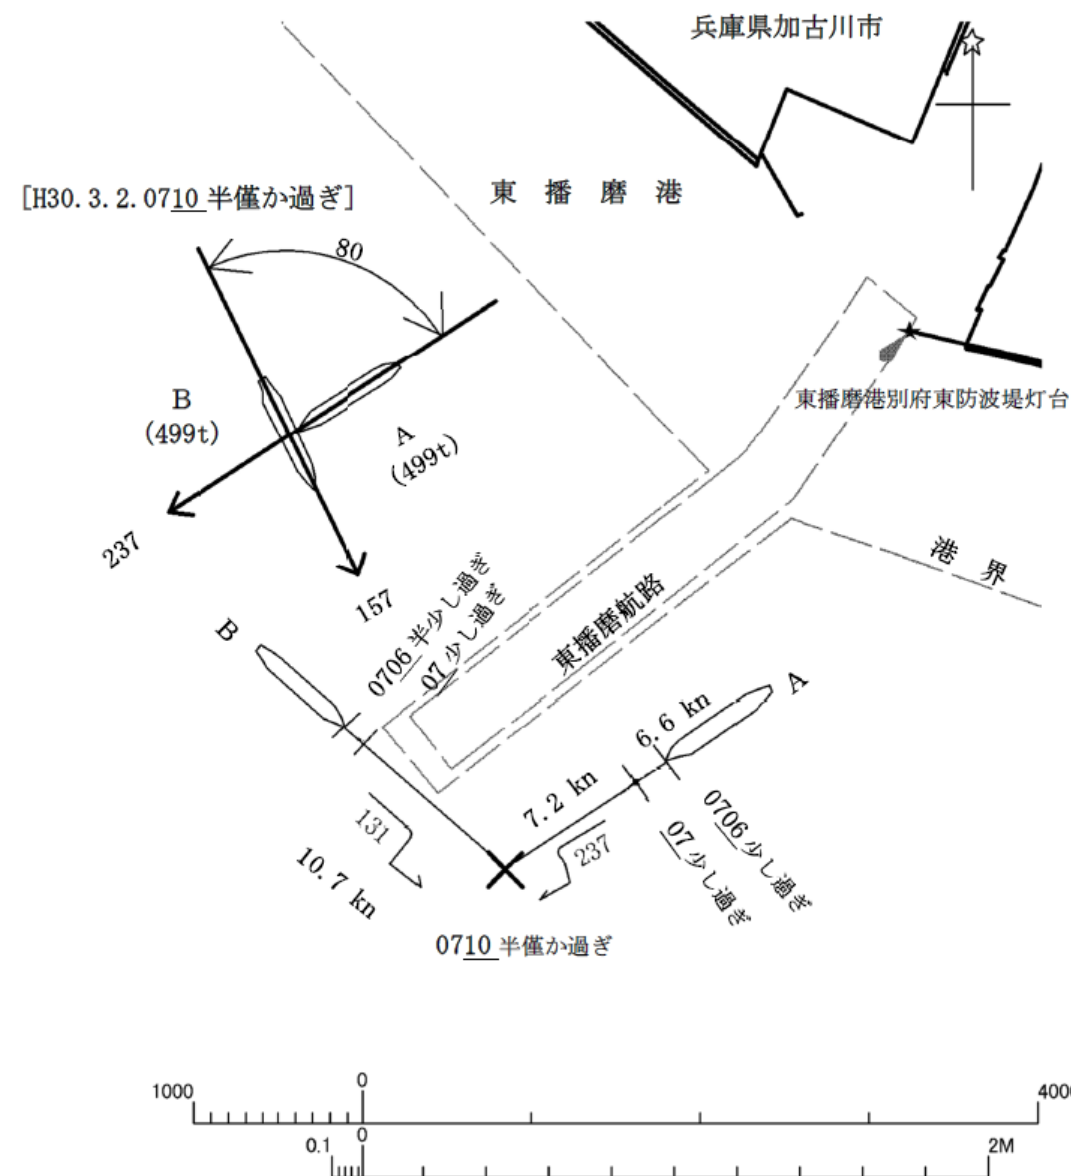 兵庫県加古川市
[H30.3.2.0710 半僅か過ぎ]
東播磨港
80
B
(499t)
A
(499t)
東播磨港別府東防波堤灯台
237
157
港界
B
0706 半少し過ぎ
07 少し過ぎ
東播磨航路
A
6.6 kn
7.2 kn
0706 少し過ぎ
07 少し過ぎ
131
237
10.7 kn
0710 半僅か過ぎ
1000
0
400
0.1
0
2M